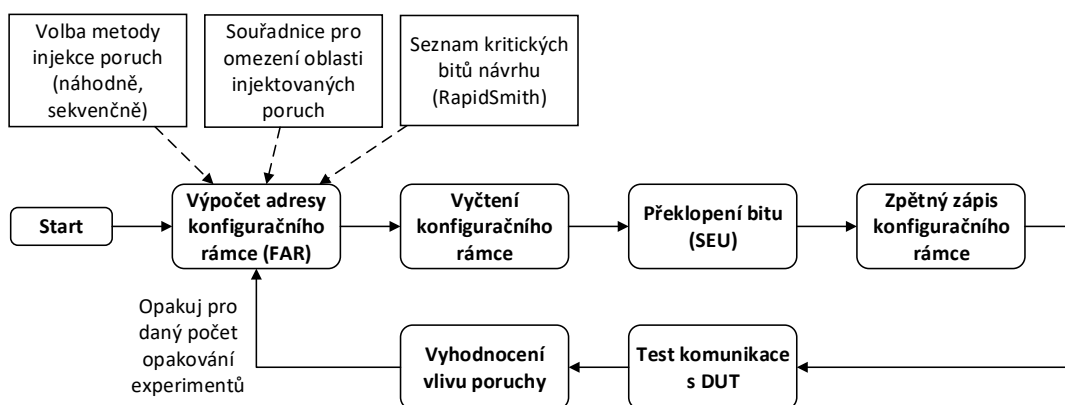 Volba metody
injekce poruch
(náhodně,
sekvenčně)
Souřadnice pro
omezení oblasti
injektovaných
poruch
Seznam kritických
bitů návrhu
(RapidSmith)
Start
Výpočet adresy
konfiguračního
rámce (FAR)
Vyčtení
konfiguračního
rámce
Překlopení bitu
(SEU)
Zpětný zápis
konfiguračního
rámce
Opakuj pro
daný počet
opakování
experimentů
Vyhodnocení
vlivu poruchy
Test komunikace
s DUT